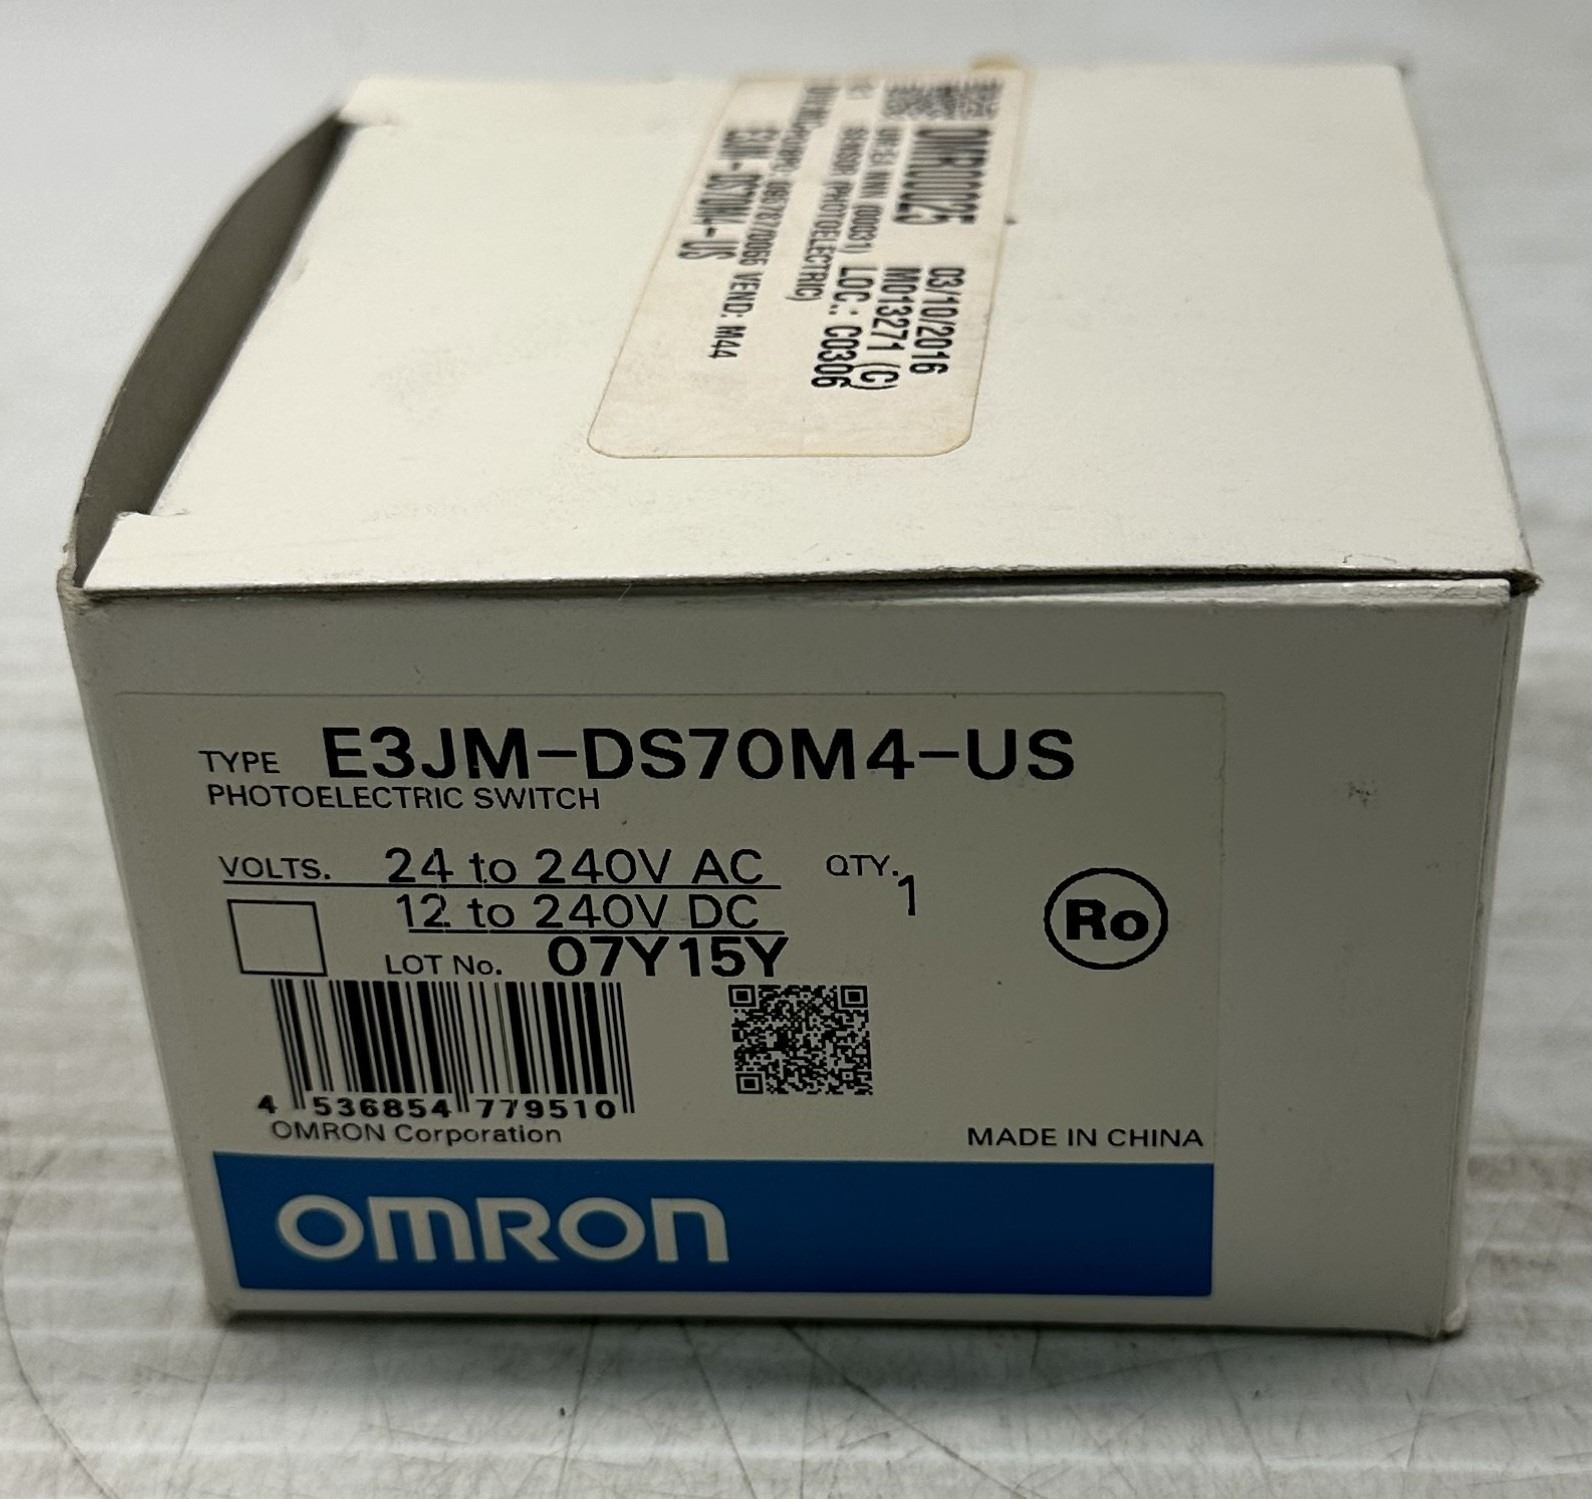 OMR00025 03/10/2016
M013271 (C)
LOC.: C0306
SENSOR (PHOTOELECTRIC)
VEND: M44
E3JM-DS70M4-US
TYPE E3JM-DS70M4-US
PHOTOELECTRIC SWITCH
VOLTS. 24 to 240V AC QTY. 1
12 to 240V DC
LOT No. 07Y15Y
Ro
4 536854 779510
OMRON Corporation
MADE IN CHINA
OMRON